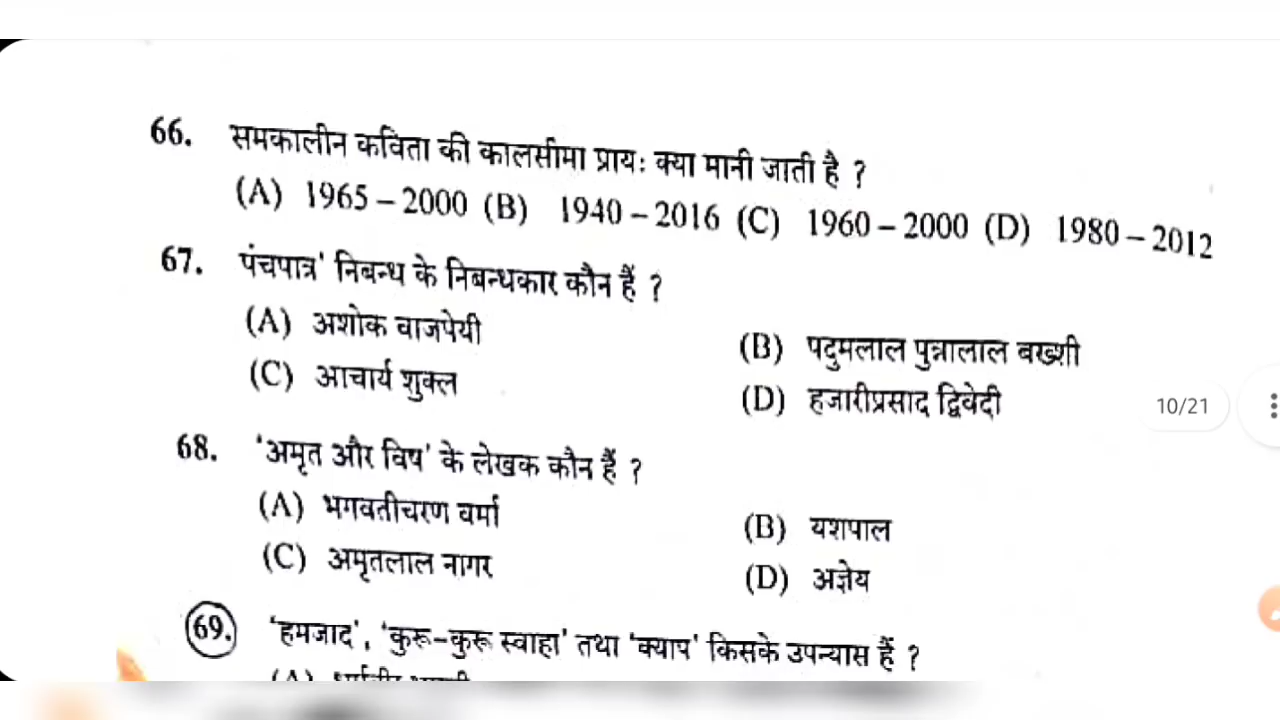 66. समकालीन कविता की कालसीमा प्रायः क्या मानी जाती है ?
(A) 1965 – 2000 (B) 1940 – 2016 (C) 1960 – 2000 (D) 1980 – 2012
67. पंचपात्र' निबन्ध के निबन्धकार कौन हैं ?
(A) अशोक वाजपेयी (B) पदुमलाल पुन्नालाल बख्शी
(C) आचार्य शुक्ल (D) हजारीप्रसाद द्विवेदी
10/21
68. 'अमृत और विष' के लेखक कौन हैं ?
(A) भगवतीचरण वर्मा (B) यशपाल
(C) अमृतलाल नागर (D) अज्ञेय
69. 'हमजाद', 'कुरू-कुरू स्वाहा' तथा 'क्याप' किसके उपन्यास हैं ?